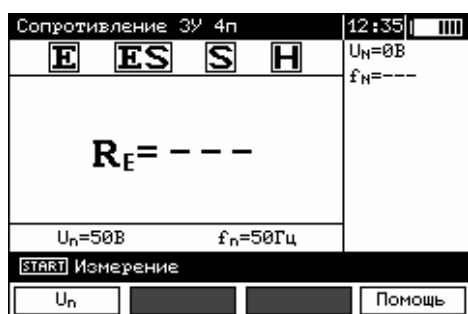 Сопротивление ЗУ 4п 12:35
E ES S H
U_N=0В
f_N=---
R_E= - - -
U_n=50В f_n=50Гц
START Измерение
U_n Помощь